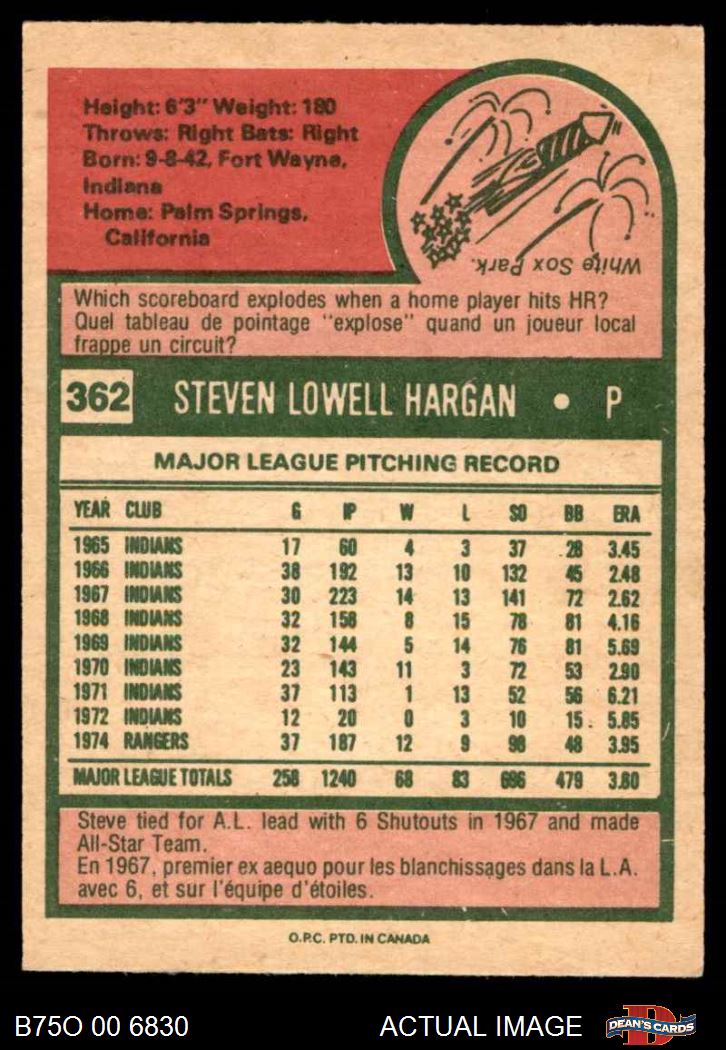 Height: 6'3" Weight: 180
Throws: Right Bats: Right
Born: 9-8-42, Fort Wayne,
Indiana
Home: Palm Springs,
California
White Sox Park.
Which scoreboard explodes when a home player hits HR?
Quel tableau de pointage "explose" quand un joueur local
frappe un circuit?
362 STEVEN LOWELL HARGAN • P
MAJOR LEAGUE PITCHING RECORD
YEAR CLUB G IP W L SO BB ERA
1965 INDIANS 17 60 4 3 37 28 3.45
1966 INDIANS 38 192 13 10 132 45 2.48
1967 INDIANS 30 223 14 13 141 72 2.62
1968 INDIANS 32 158 8 15 78 81 4.16
1969 INDIANS 32 144 5 14 76 81 5.69
1970 INDIANS 23 143 11 3 72 53 2.90
1971 INDIANS 37 113 1 13 52 56 6.21
1972 INDIANS 12 20 0 3 10 15 5.85
1974 RANGERS 37 187 12 9 98 48 3.95
MAJOR LEAGUE TOTALS 258 1240 68 83 696 479 3.80
Steve tied for A.L. lead with 6 Shutouts in 1967 and made
All-Star Team.
En 1967, premier ex aequo pour les blanchissages dans la L.A.
avec 6, et sur l'équipe d'étoiles.
O.P.C. PTD. IN CANADA
B75O 00 6830 ACTUAL IMAGE DEAN'S CARDS